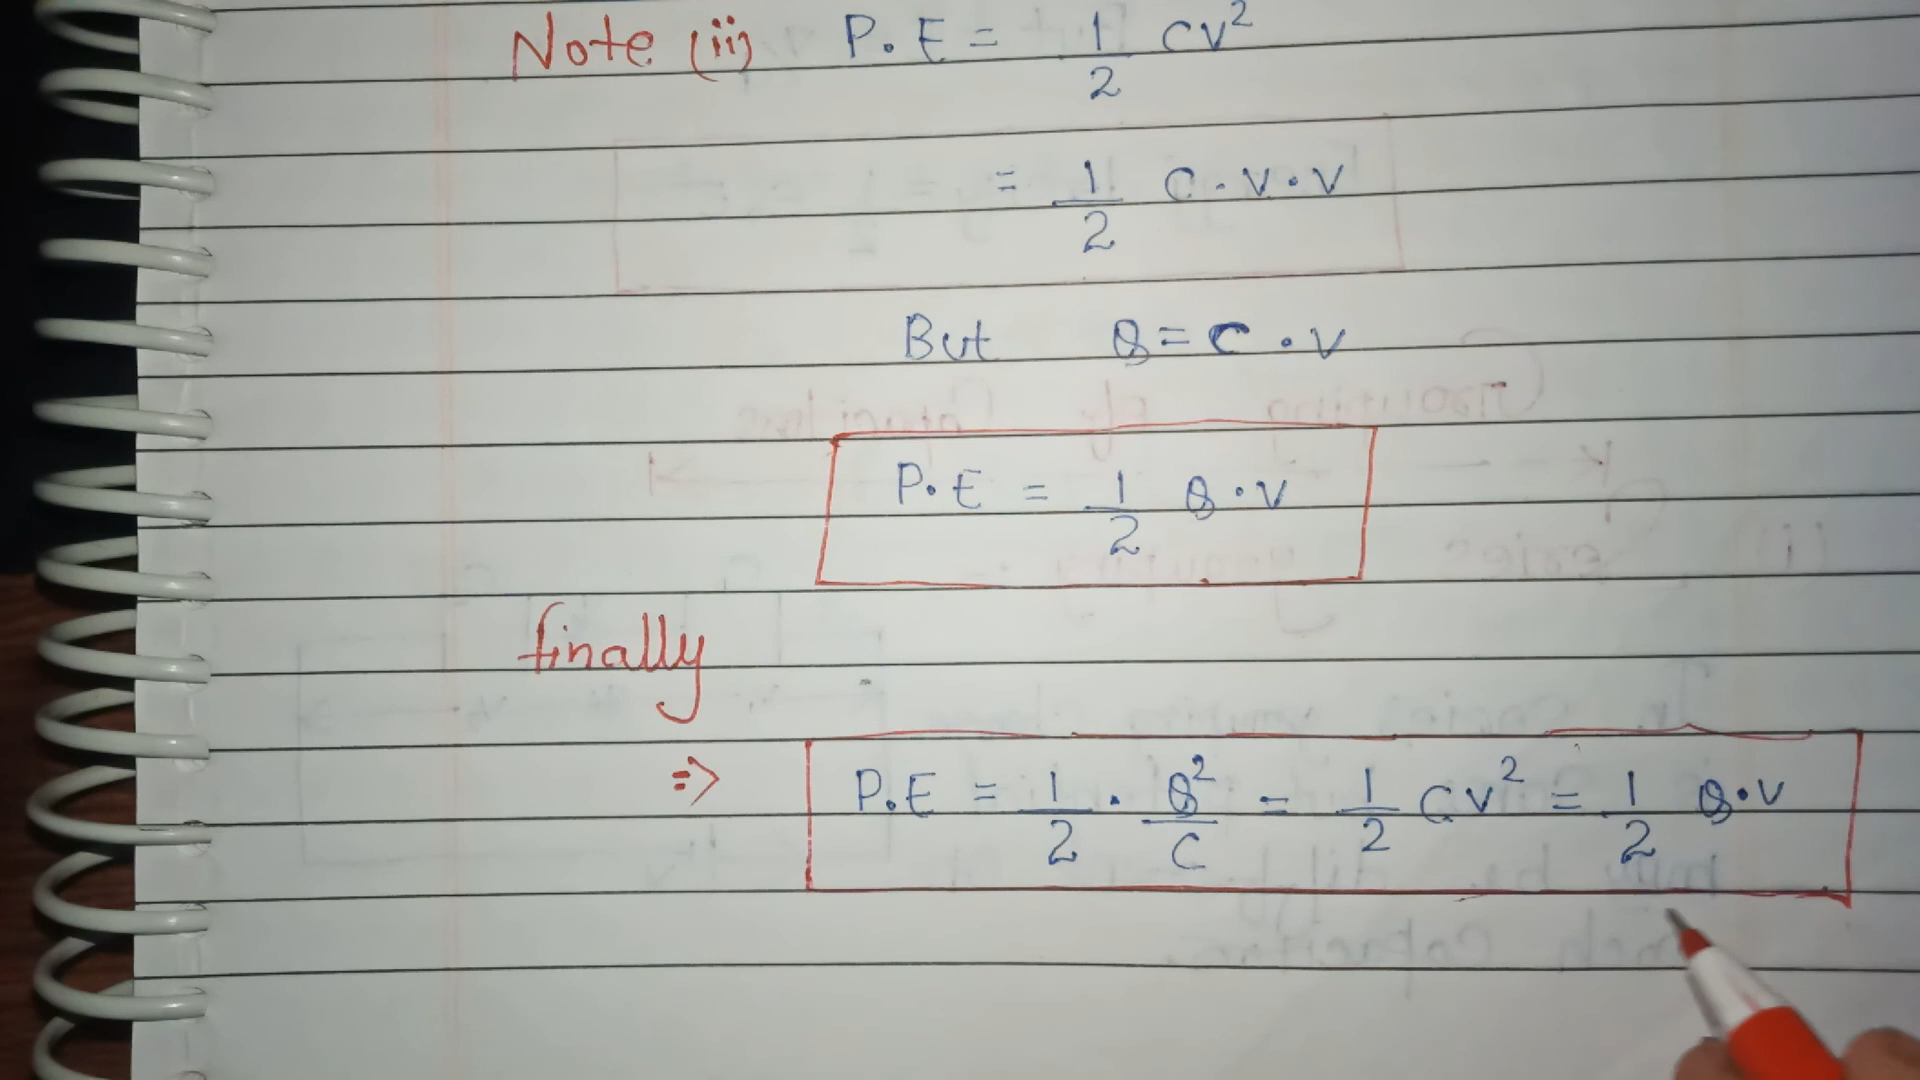 Note (ii) P.E = 1/2 CV²
= 1/2 C.V.V
But Q = C.V
P.E = 1/2 Q.V
finally
⇒ P.E = 1/2 . Q²/C = 1/2 CV² = 1/2 Q.V